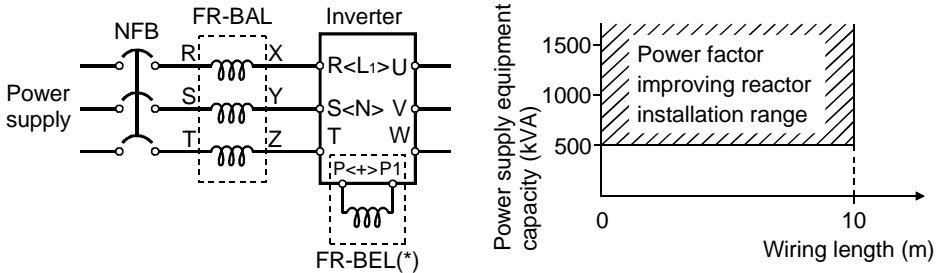 FR-BAL
Inverter
NFB
R
X
R<L₁>U
Power
supply
S
Y
S<N>
V
W
T
Z
T
P<+>P1
FR-BEL(*)
Power supply equipment
capacity (kVA)
1500
1000
500
Power factor
improving reactor
installation range
0
10
Wiring length (m)